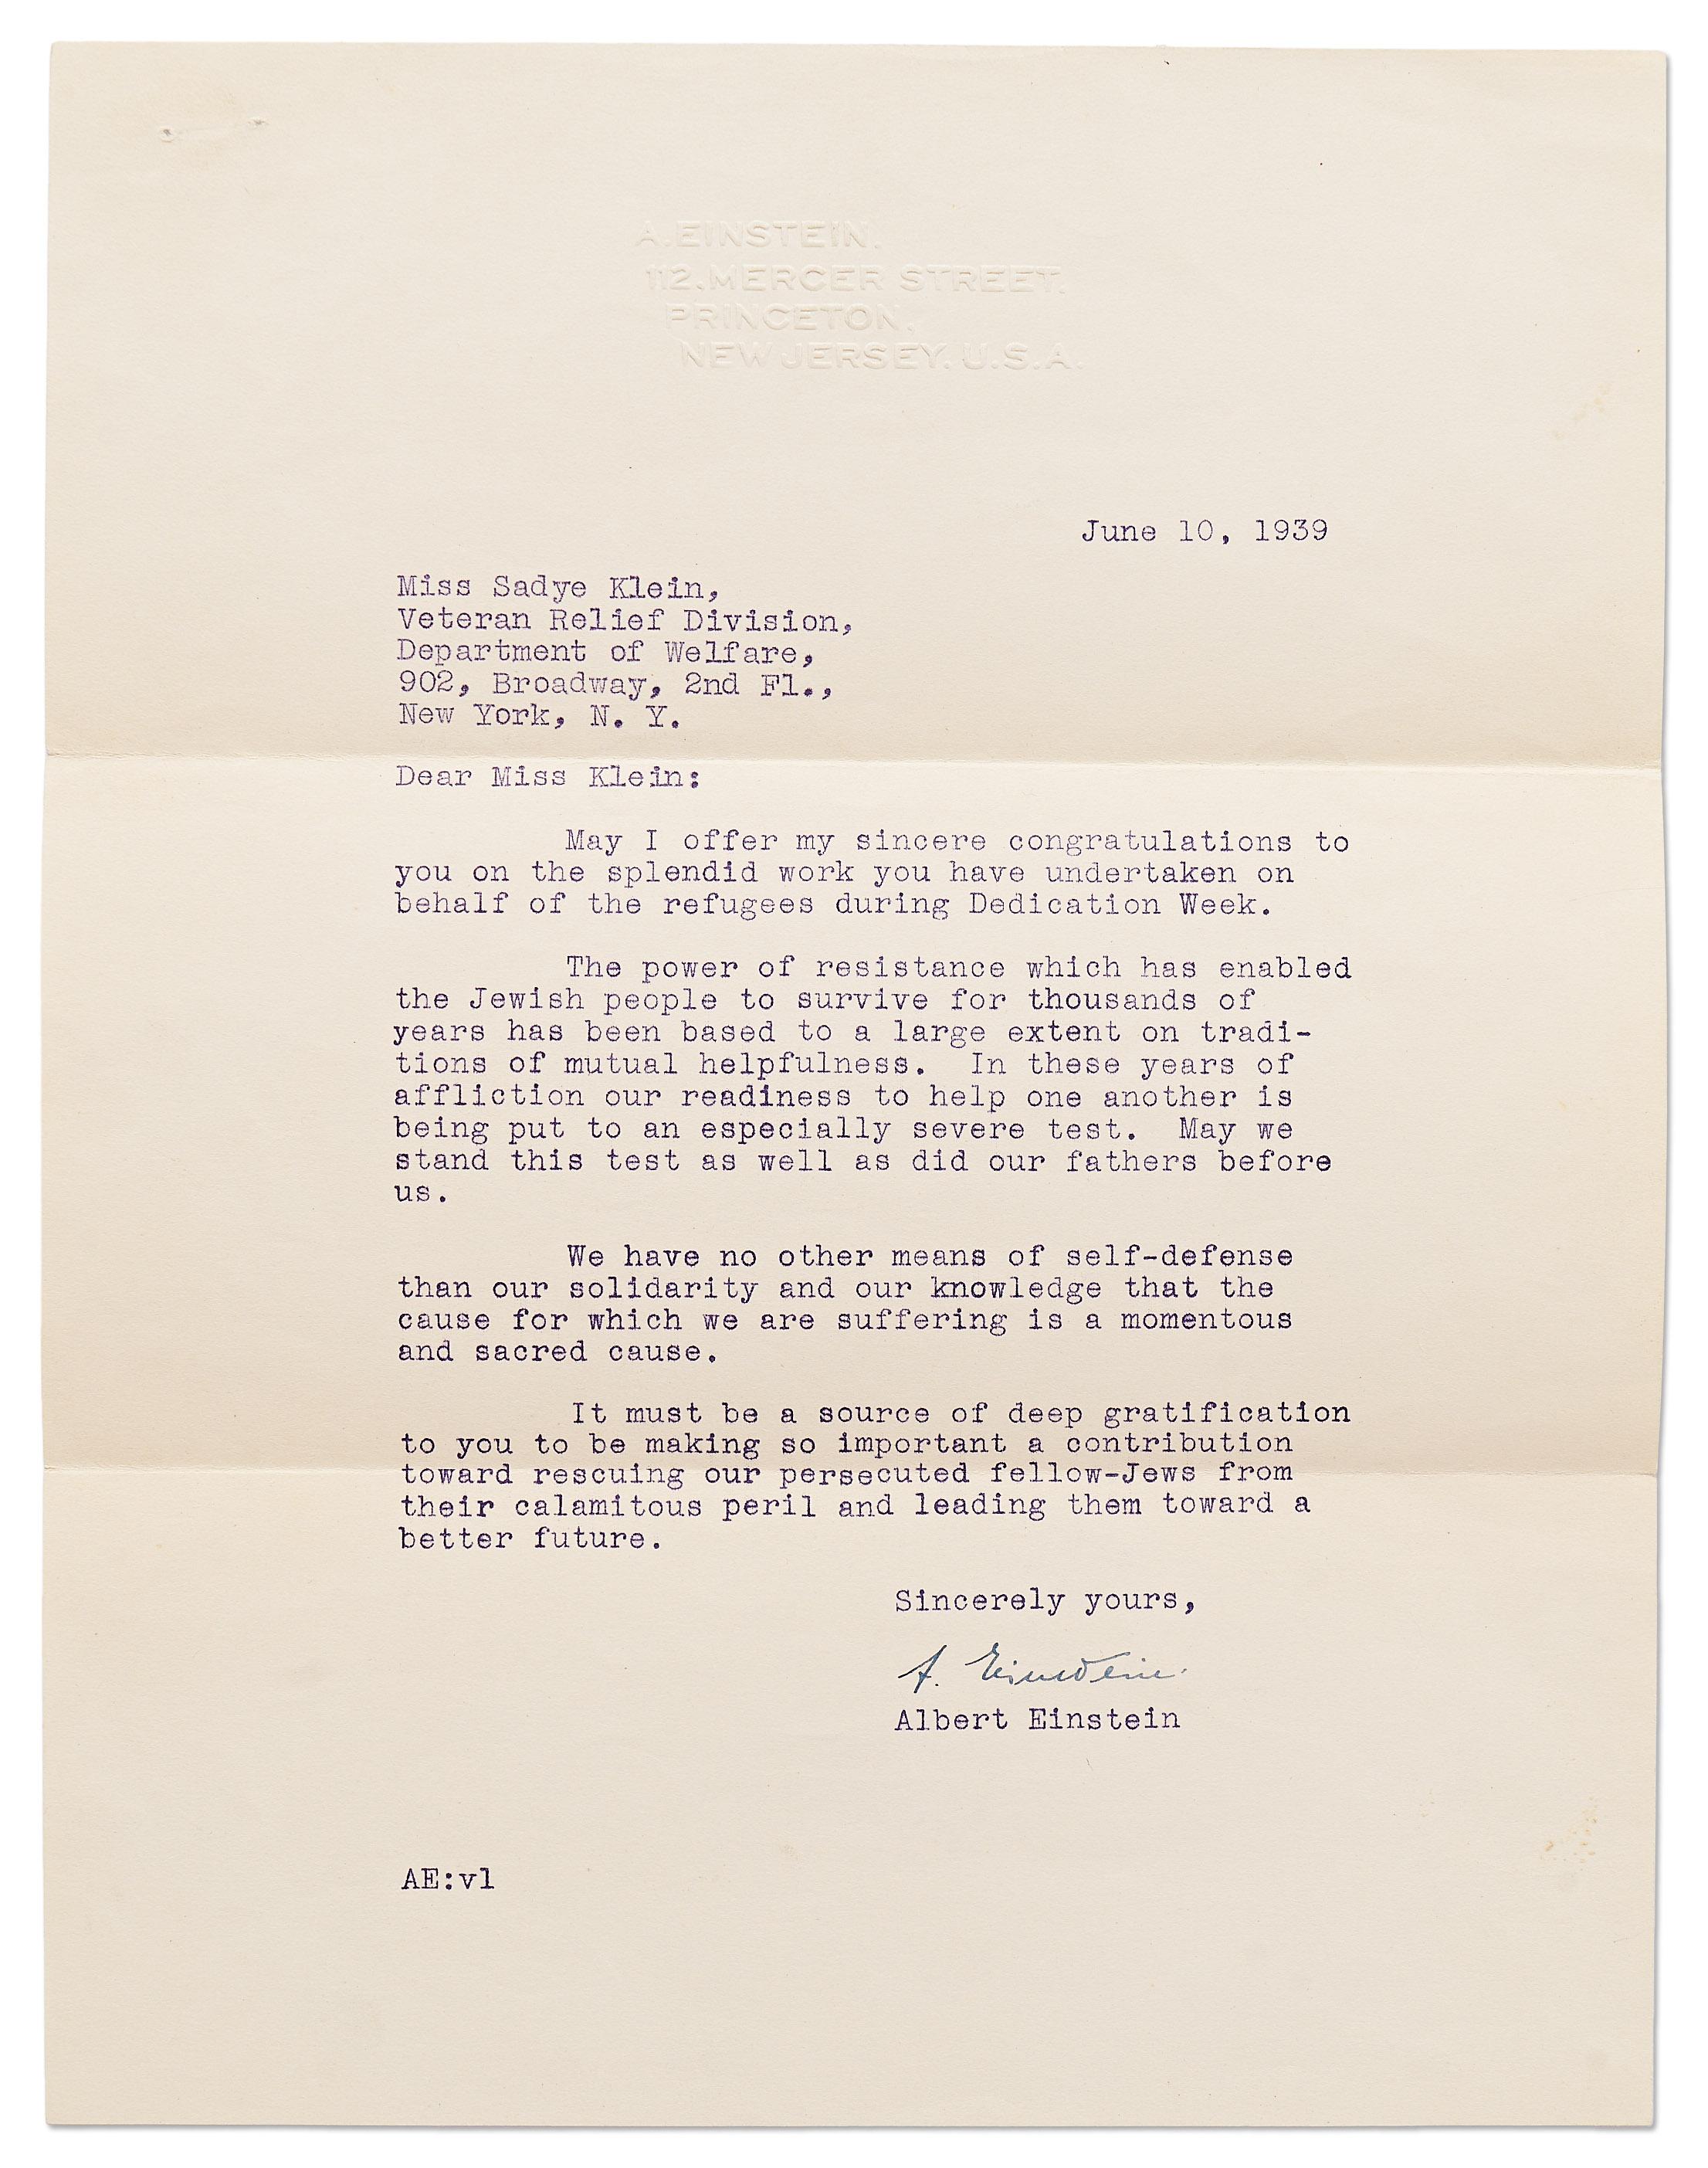 A. EINSTEIN.
112. MERCER STREET.
PRINCETON.
NEW JERSEY. U.S.A.
June 10, 1939
Miss Sadye Klein,
Veteran Relief Division,
Department of Welfare,
902, Broadway, 2nd Fl.,
New York, N. Y.
Dear Miss Klein:
May I offer my sincere congratulations to
you on the splendid work you have undertaken on
behalf of the refugees during Dedication Week.
The power of resistance which has enabled
the Jewish people to survive for thousands of
years has been based to a large extent on tradi-
tions of mutual helpfulness. In these years of
affliction our readiness to help one another is
being put to an especially severe test. May we
stand this test as well as did our fathers before
us.
We have no other means of self-defense
than our solidarity and our knowledge that the
cause for which we are suffering is a momentous
and sacred cause.
It must be a source of deep gratification
to you to be making so important a contribution
toward rescuing our persecuted fellow-Jews from
their calamitous peril and leading them toward a
better future.
Sincerely yours,
A. Einstein.
Albert Einstein
AE:vl